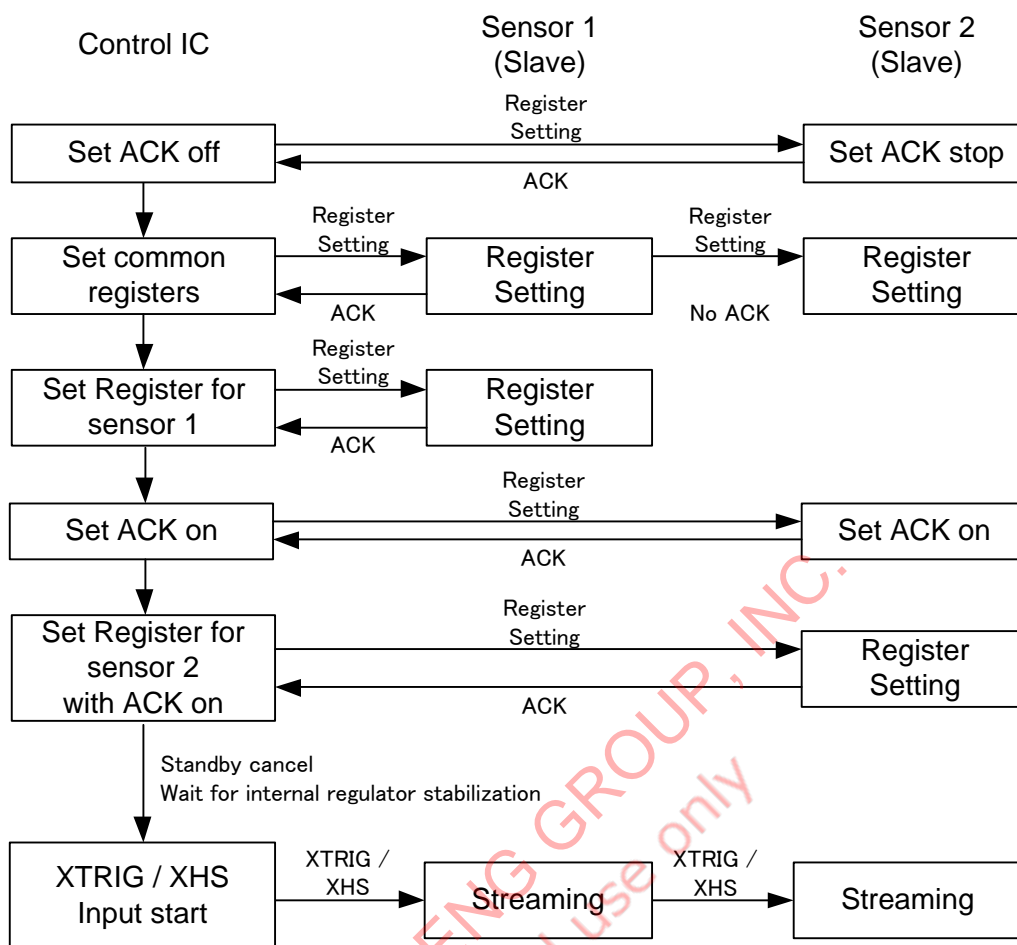 Control IC
Sensor 1
(Slave)
Sensor 2
(Slave)
Register
Setting
Set ACK off
Set ACK stop
ACK
Register
Setting
Register
Setting
Set common
registers
Register
Setting
Register
Setting
ACK
No ACK
Register
Setting
Set Register for
sensor 1
Register
Setting
ACK
Register
Setting
Set ACK on
Set ACK on
ACK
Register
Setting
Set Register for
sensor 2
with ACK on
Register
Setting
ACK
Standby cancel
Wait for internal regulator stabilization
XTRIG / XHS
Input start
XTRIG /
XHS
Streaming
XTRIG /
XHS
Streaming
ENG GROUP, INC.
use only